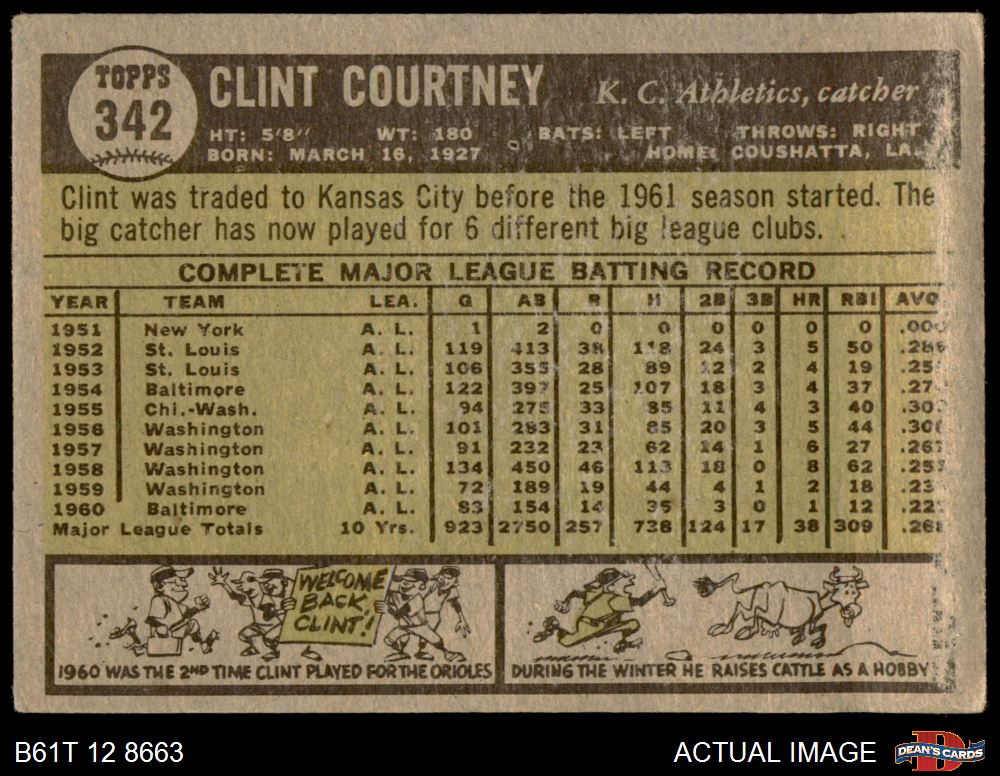 TOPPS
342
CLINT COURTNEY K. C. Athletics, catcher
HT: 5'8" WT: 180 BATS: LEFT THROWS: RIGHT
BORN: MARCH 16, 1927 HOME: COUSHATTA, LA.
Clint was traded to Kansas City before the 1961 season started. The
big catcher has now played for 6 different big league clubs.
COMPLETE MAJOR LEAGUE BATTING RECORD
YEAR TEAM LEA. G AB R H 2B 3B HR RBI AVG
1951 New York A. L. 1 2 0 0 0 0 0 0 .000
1952 St. Louis A. L. 119 413 38 118 24 3 5 50 .286
1953 St. Louis A. L. 106 355 28 89 12 2 4 19
1954 Baltimore A. L. 122 397 25 107 18 3 4 37
1955 Chi.-Wash. A. L. 94 275 33 85 11 4 3 40
1956 Washington A. L. 101 283 31 85 20 3 5 44
1957 Washington A. L. 91 232 23 62 14 1 6 27 .267
1958 Washington A. L. 134 450 46 113 18 0 8 62
1959 Washington A. L. 72 189 19 44 4 1 2 18
1960 Baltimore A. L. 83 154 14 35 3 0 1 12
Major League Totals 10 Yrs. 923 2750 257 738 124 17 38 309 .268
WELCOME
BACK,
CLINT!
1960 WAS THE 2ND TIME CLINT PLAYED FOR THE ORIOLES
DURING THE WINTER HE RAISES CATTLE AS A HOBBY
B61T 12 8663 ACTUAL IMAGE DEAN'S CARDS